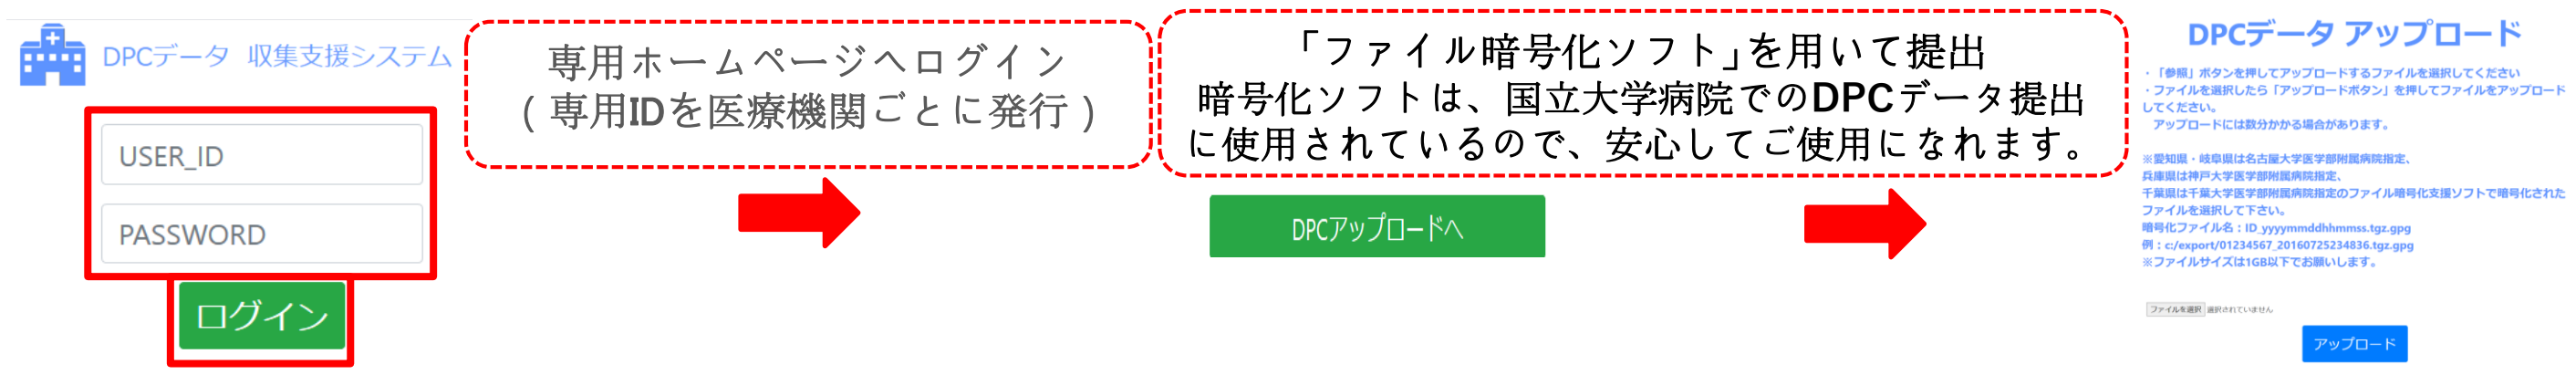 DPCデータ 収集支援システム
USER_ID
PASSWORD
ログイン
専用ホームページへログイン
(専用IDを医療機関ごとに発行)
「ファイル暗号化ソフト」を用いて提出
暗号化ソフトは、国立大学病院でのDPCデータ提出
に使用されているので、安心してご使用になれます。
DPCアップロードへ
DPCデータ アップロード
・「参照」ボタンを押してアップロードするファイルを選択してください
・ファイルを選択したら「アップロードボタン」を押してファイルをアップロード
してください。
アップロードには数分かかる場合があります。
※愛知県・岐阜県は名古屋大学医学部附属病院指定、
兵庫県は神戸大学医学部附属病院指定、
千葉県は千葉大学医学部附属病院指定のファイル暗号化支援ソフトで暗号化された
ファイルを選択して下さい。
暗号化ファイル名：ID_yyyymmddhhmmss.tgz.gpg
例：c:/export/01234567_20160725234836.tgz.gpg
※ファイルサイズは1GB以下でお願いします。
ファイルを選択 選択されていません
アップロード